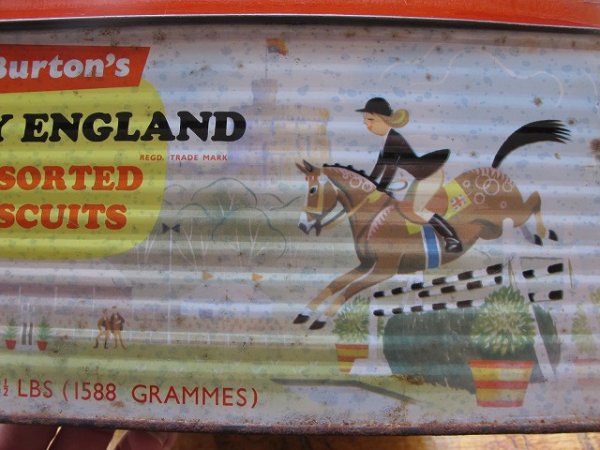 Burton's
Y ENGLAND
REGD. TRADE MARK
SORTED
SCUITS
½ LBS (1588 GRAMMES)